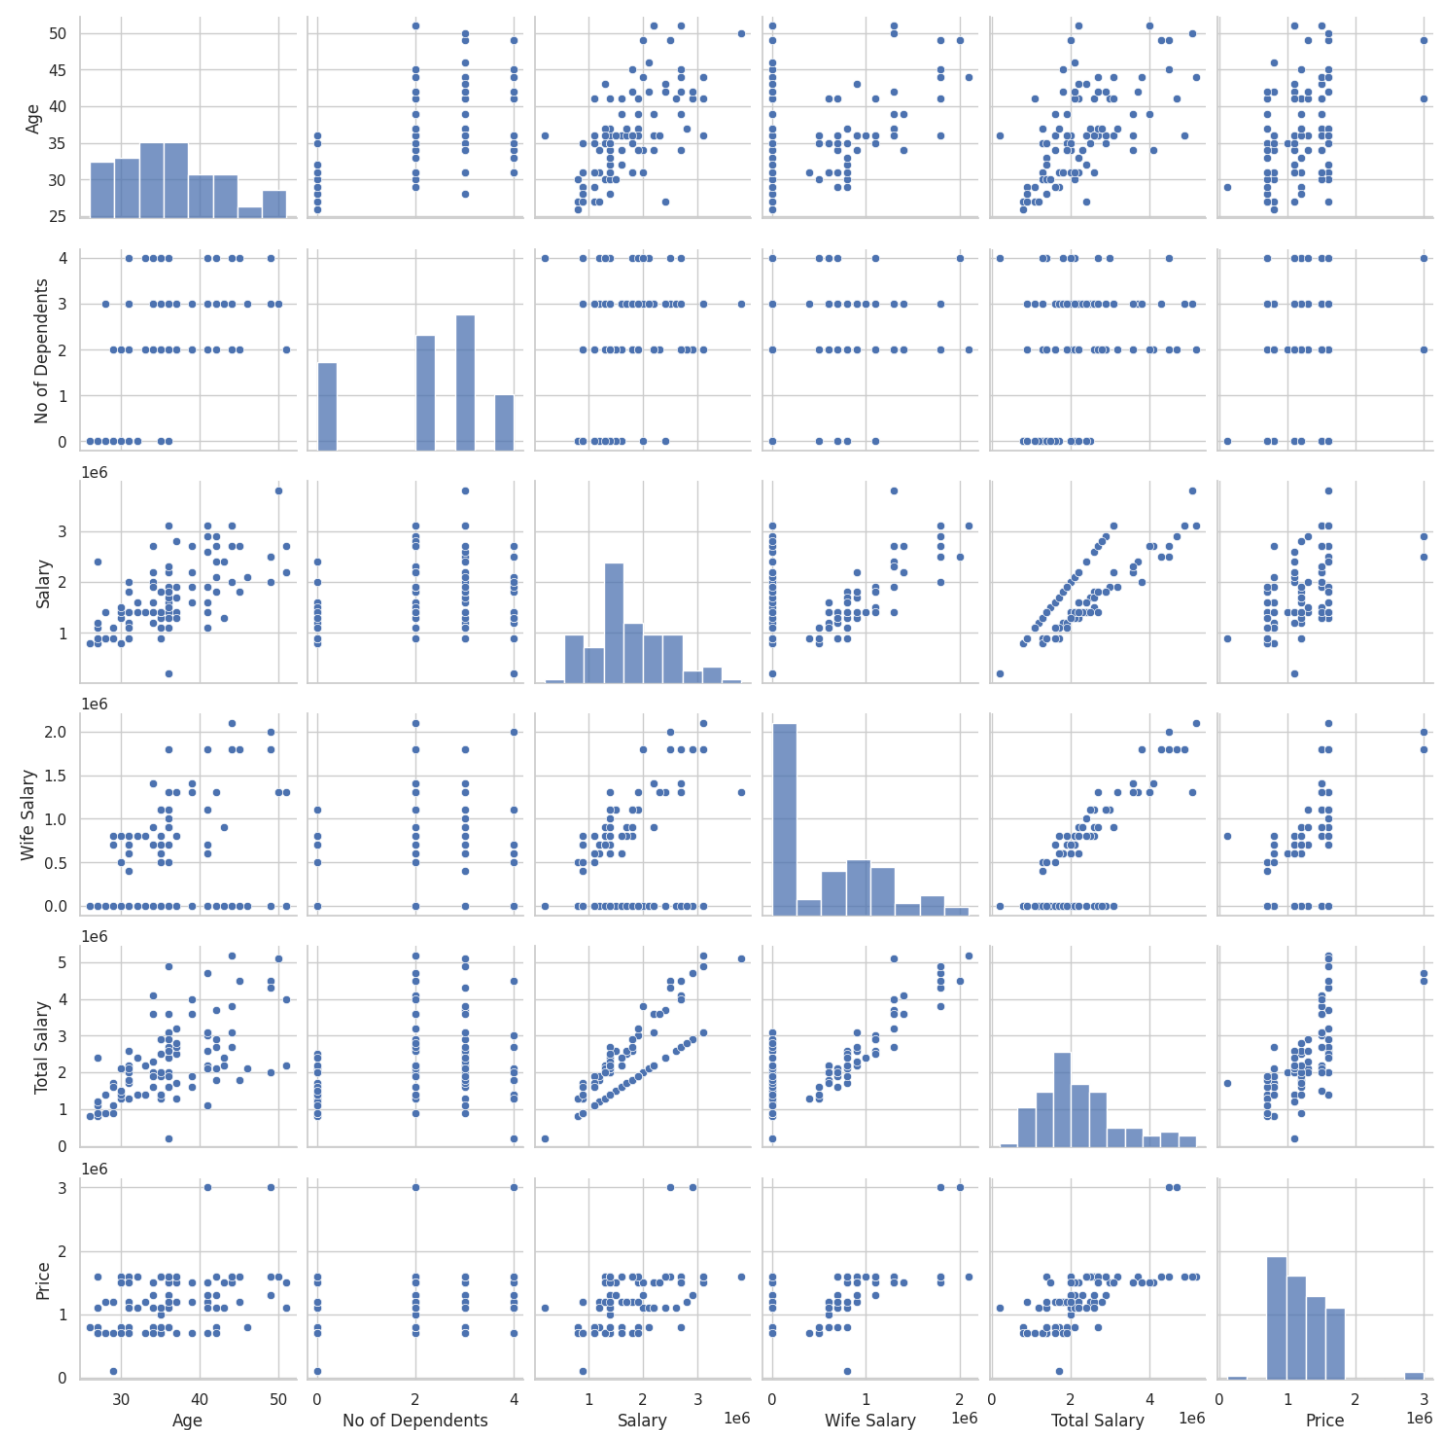 50
45
40
35
30
25
Age
4
3
2
1
0
No of Dependents
1e6
3
2
1
Salary
1e6
2.0
1.5
1.0
0.5
0.0
Wife Salary
1e6
5
4
3
2
1
0
Total Salary
1e6
3
2
1
0
Price
30 40 50
0 2 4
1 2 3
0 1 2
0 2 4
0 1 2 3
1e6 1e6 1e6 1e6
Age No of Dependents Salary Wife Salary Total Salary Price